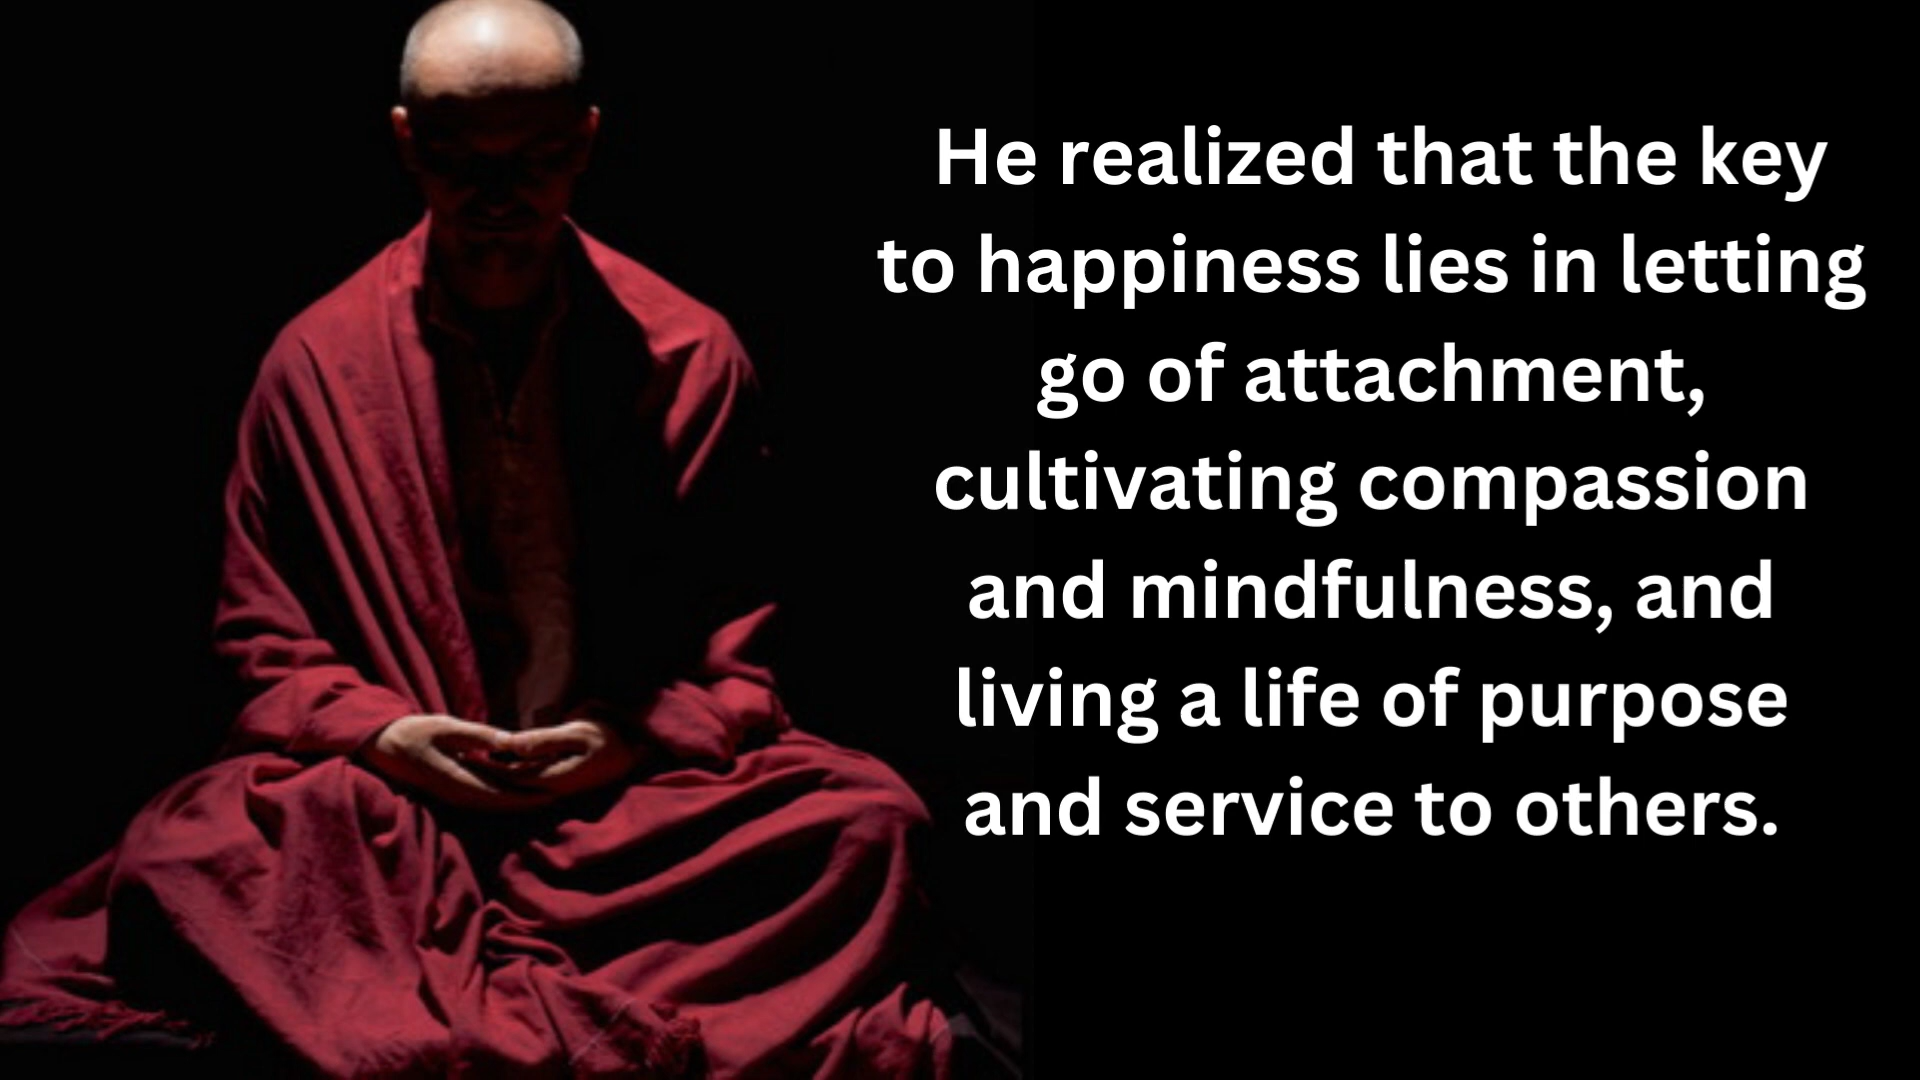 He realized that the key
to happiness lies in letting
go of attachment,
cultivating compassion
and mindfulness, and
living a life of purpose
and service to others.